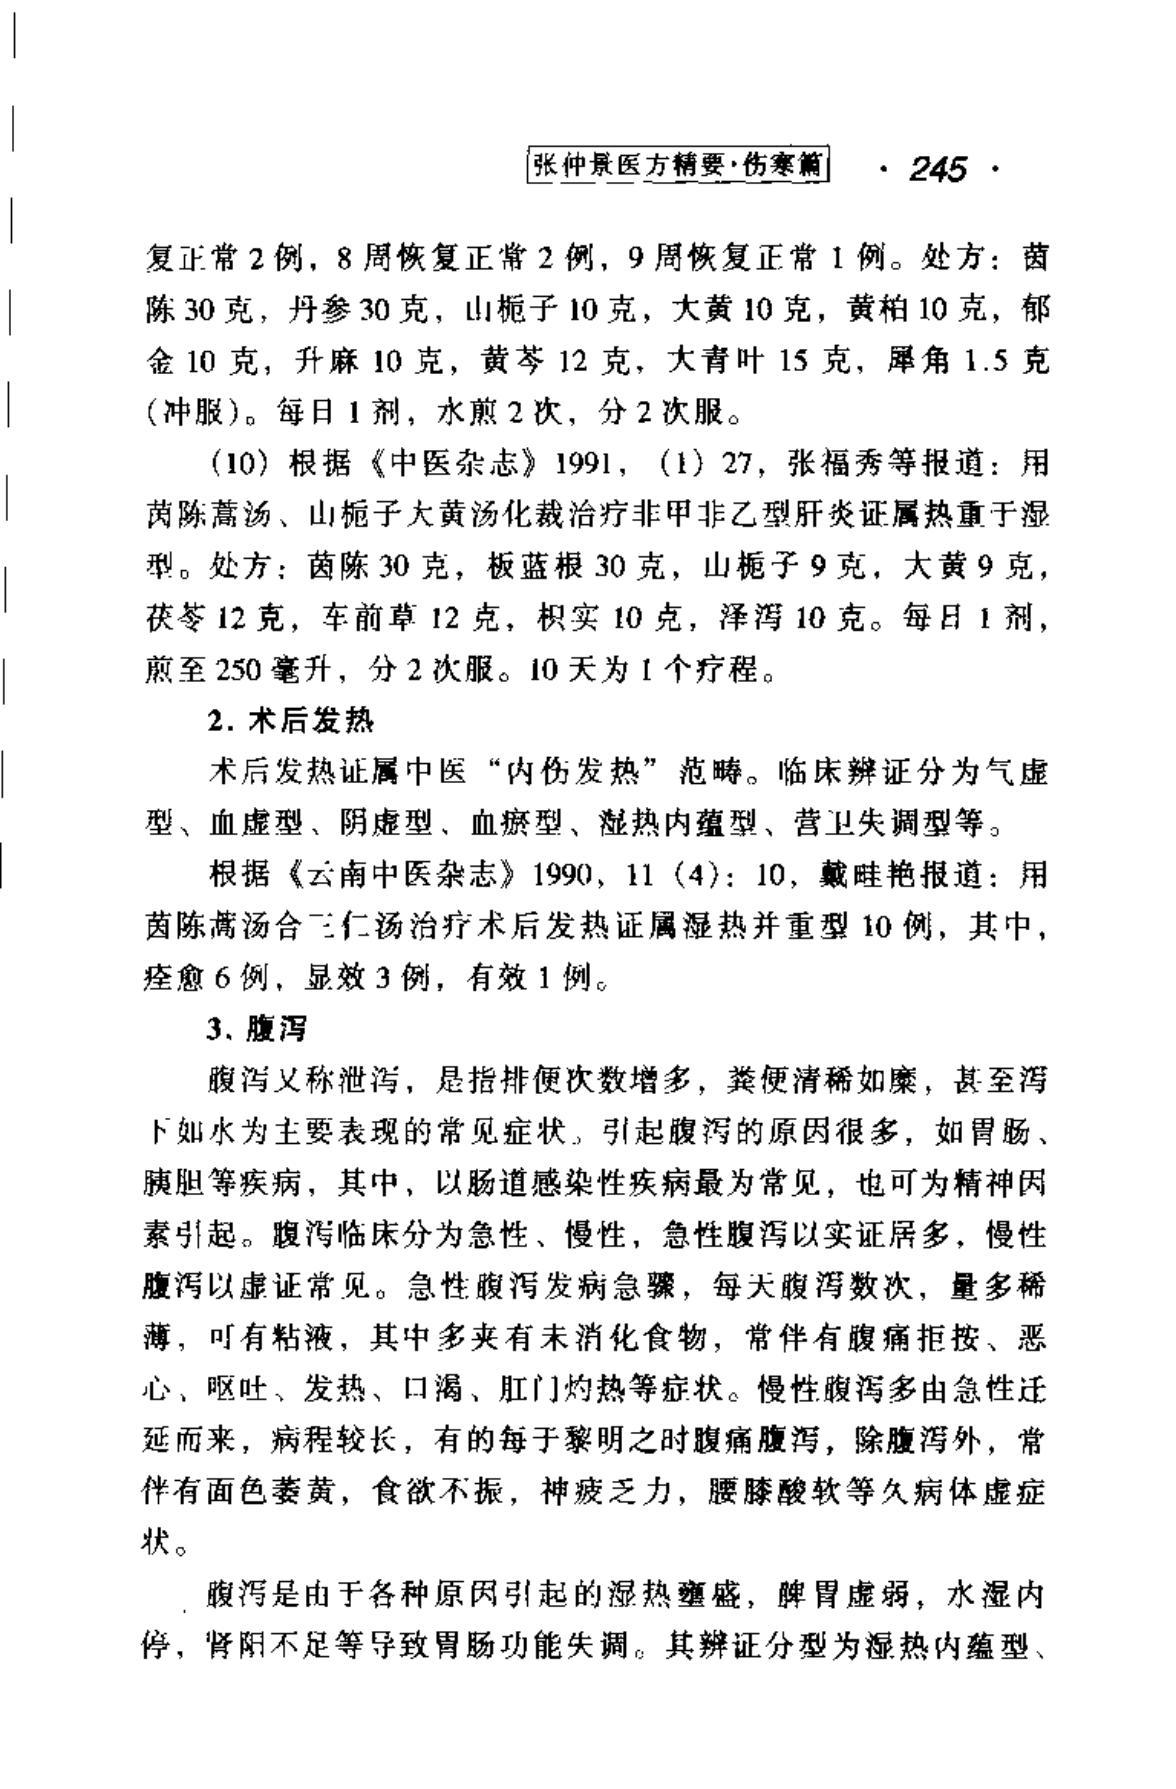 张仲景医方精要·伤寒篇 · 245 ·
复正常 2 例，8 周恢复正常 2 例，9 周恢复正常 1 例。处方：茵
陈 30 克，丹参 30 克，山栀子 10 克，大黄 10 克，黄柏 10 克，郁
金 10 克，升麻 10 克，黄芩 12 克，大青叶 15 克，犀角 1.5 克
(冲服)。每日 1 剂，水煎 2 次，分 2 次服。
(10) 根据《中医杂志》1991，(1) 27，张福秀等报道：用
茵陈蒿汤、山栀子大黄汤化裁治疗非甲非乙型肝炎证属热重于湿
型。处方：茵陈 30 克，板蓝根 30 克，山栀子 9 克，大黄 9 克，
茯苓 12 克，车前草 12 克，枳实 10 克，泽泻 10 克。每日 1 剂，
煎至 250 毫升，分 2 次服。10 天为 1 个疗程。
2. 术后发热
术后发热证属中医“内伤发热”范畴。临床辨证分为气虚
型、血虚型、阴虚型、血瘀型、湿热内蕴型、营卫失调型等。
根据《云南中医杂志》1990，11 (4)：10，戴畦艳报道：用
茵陈蒿汤合三仁汤治疗术后发热证属湿热并重型 10 例，其中，
痊愈 6 例，显效 3 例，有效 1 例。
3. 腹泻
腹泻又称泄泻，是指排便次数增多，粪便清稀如糜，甚至泻
下如水为主要表现的常见症状。引起腹泻的原因很多，如胃肠、
胰胆等疾病，其中，以肠道感染性疾病最为常见，也可为精神因
素引起。腹泻临床分为急性、慢性，急性腹泻以实证居多，慢性
腹泻以虚证常见。急性腹泻发病急骤，每天腹泻数次，量多稀
薄，可有粘液，其中多夹有未消化食物，常伴有腹痛拒按、恶
心、呕吐、发热、口渴、肛门灼热等症状。慢性腹泻多由急性迁
延而来，病程较长，有的每于黎明之时腹痛腹泻，除腹泻外，常
伴有面色萎黄，食欲不振，神疲乏力，腰膝酸软等久病体虚症
状。
腹泻是由于各种原因引起的湿热壅盛，脾胃虚弱，水湿内
停，肾阳不足等导致胃肠功能失调。其辨证分型为湿热内蕴型、